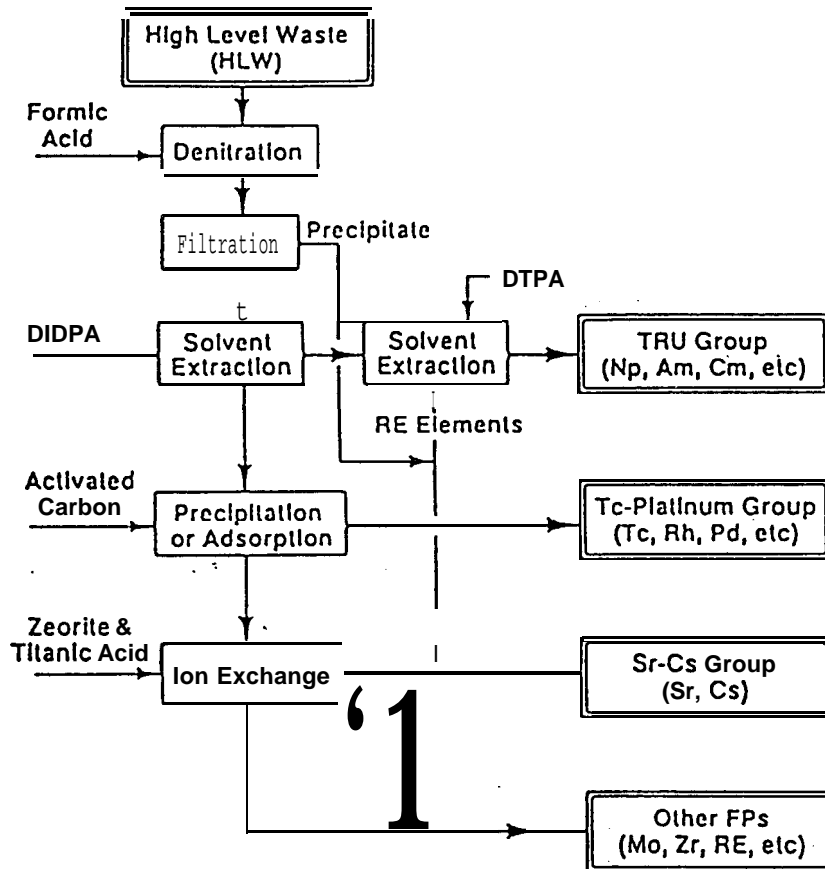 High Level Waste
(HLW)
Formic
Acid
Denitration
Filtration
Precipitate
DTPA
DIDPA
t
Solvent
Extraction
Solvent
Extraction
TRU Group
(Np, Am, Cm, etc)
RE Elements
Activated
Carbon
Precipitation
or Adsorption
Tc-Platinum Group
(Tc, Rh, Pd, etc)
Zeorite &
Titanic Acid
Ion Exchange
Sr-Cs Group
(Sr, Cs)
‘1
Other FPs
(Mo, Zr, RE, etc)